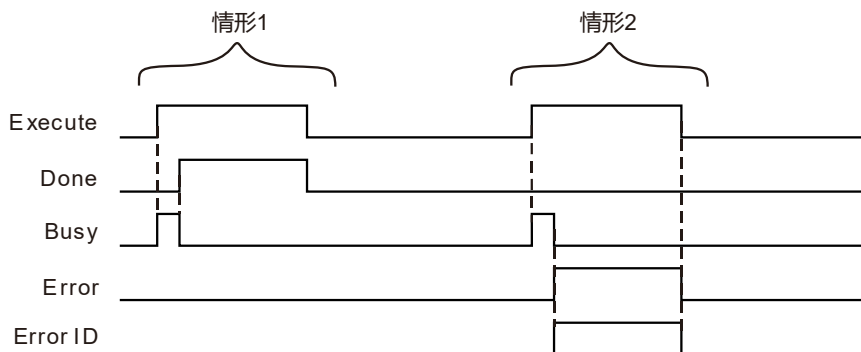 情形1 情形2
Execute
Done
Busy
Error
Error ID